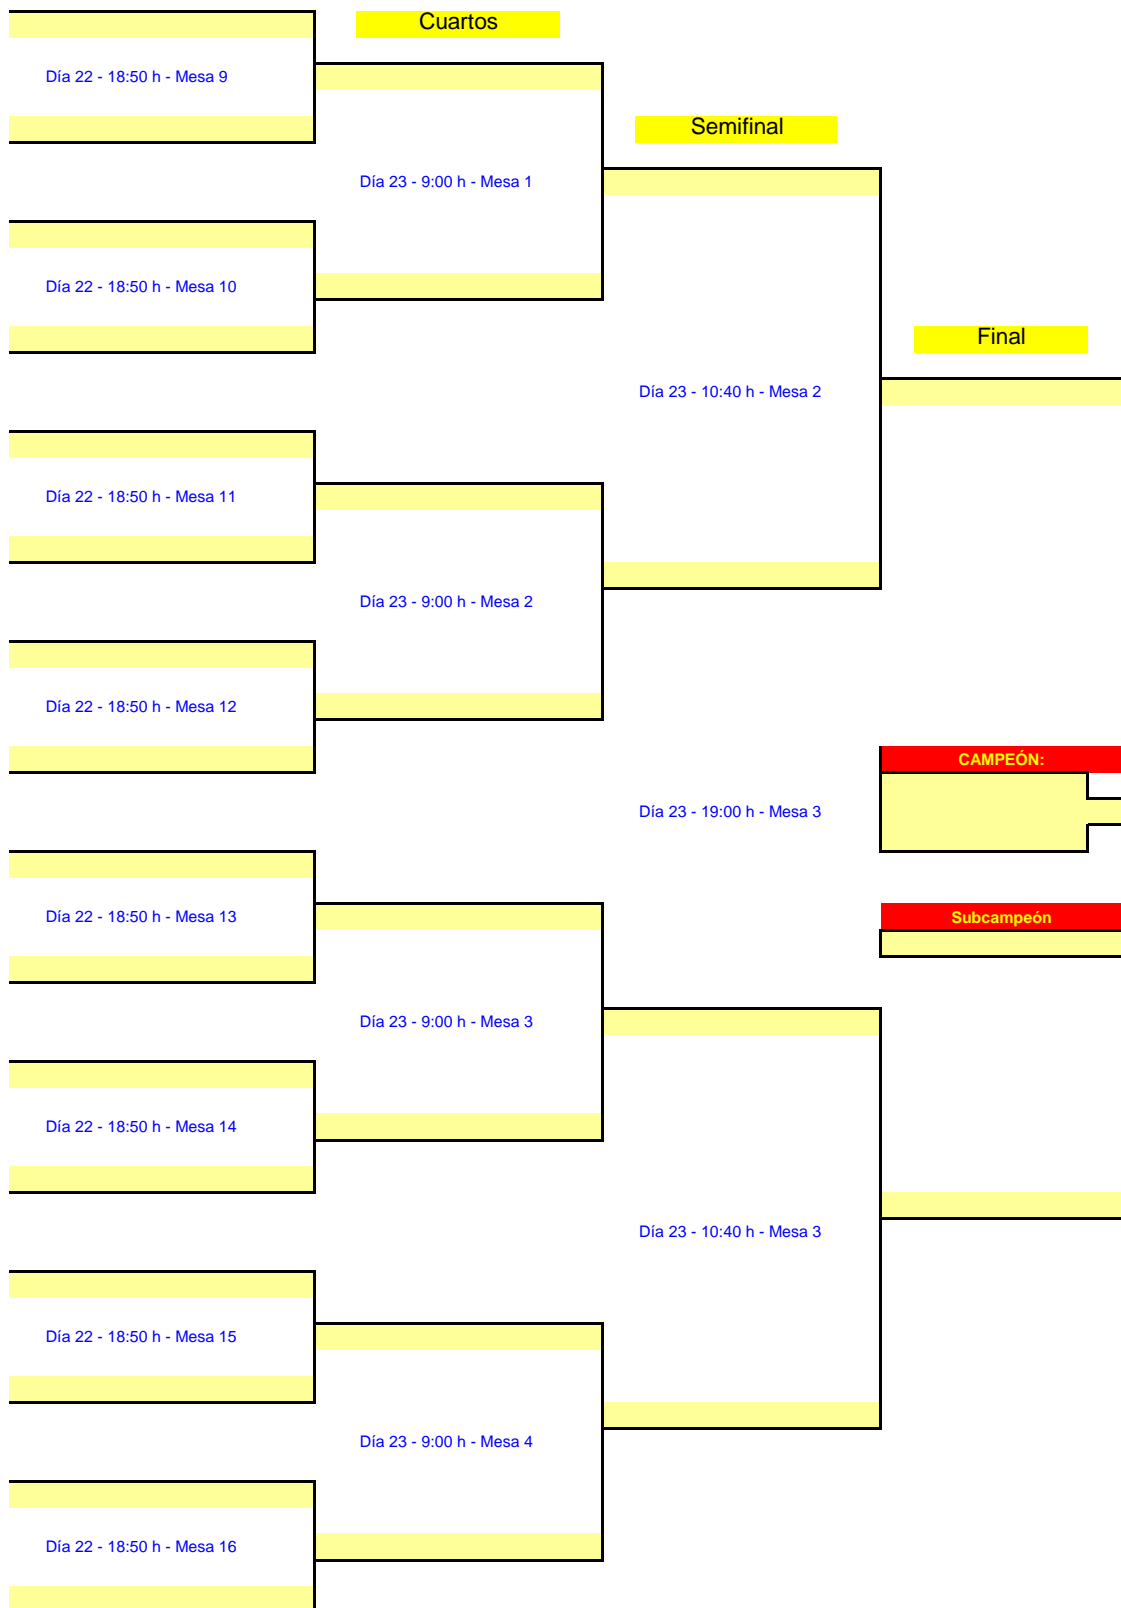 Cuartos
Día 22 - 18:50 h - Mesa 9
Semifinal
Día 23 - 9:00 h - Mesa 1
Día 22 - 18:50 h - Mesa 10
Final
Día 23 - 10:40 h - Mesa 2
Día 22 - 18:50 h - Mesa 11
Día 23 - 9:00 h - Mesa 2
Día 22 - 18:50 h - Mesa 12
CAMPEÓN:
Día 23 - 19:00 h - Mesa 3
Día 22 - 18:50 h - Mesa 13
Subcampeón
Día 23 - 9:00 h - Mesa 3
Día 22 - 18:50 h - Mesa 14
Día 23 - 10:40 h - Mesa 3
Día 22 - 18:50 h - Mesa 15
Día 23 - 9:00 h - Mesa 4
Día 22 - 18:50 h - Mesa 16